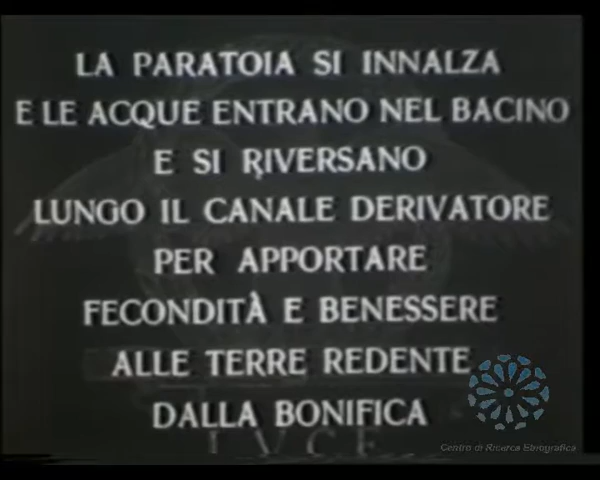 LA PARATOIA SI INNALZA
E LE ACQUE ENTRANO NEL BACINO
E SI RIVERSANO
LUNGO IL CANALE DERIVATORE
PER APPORTARE
FECONDITÀ E BENESSERE
ALLE TERRE REDENTE
DALLA BONIFICA
LVCE
Centro di Ricerca Etnografica